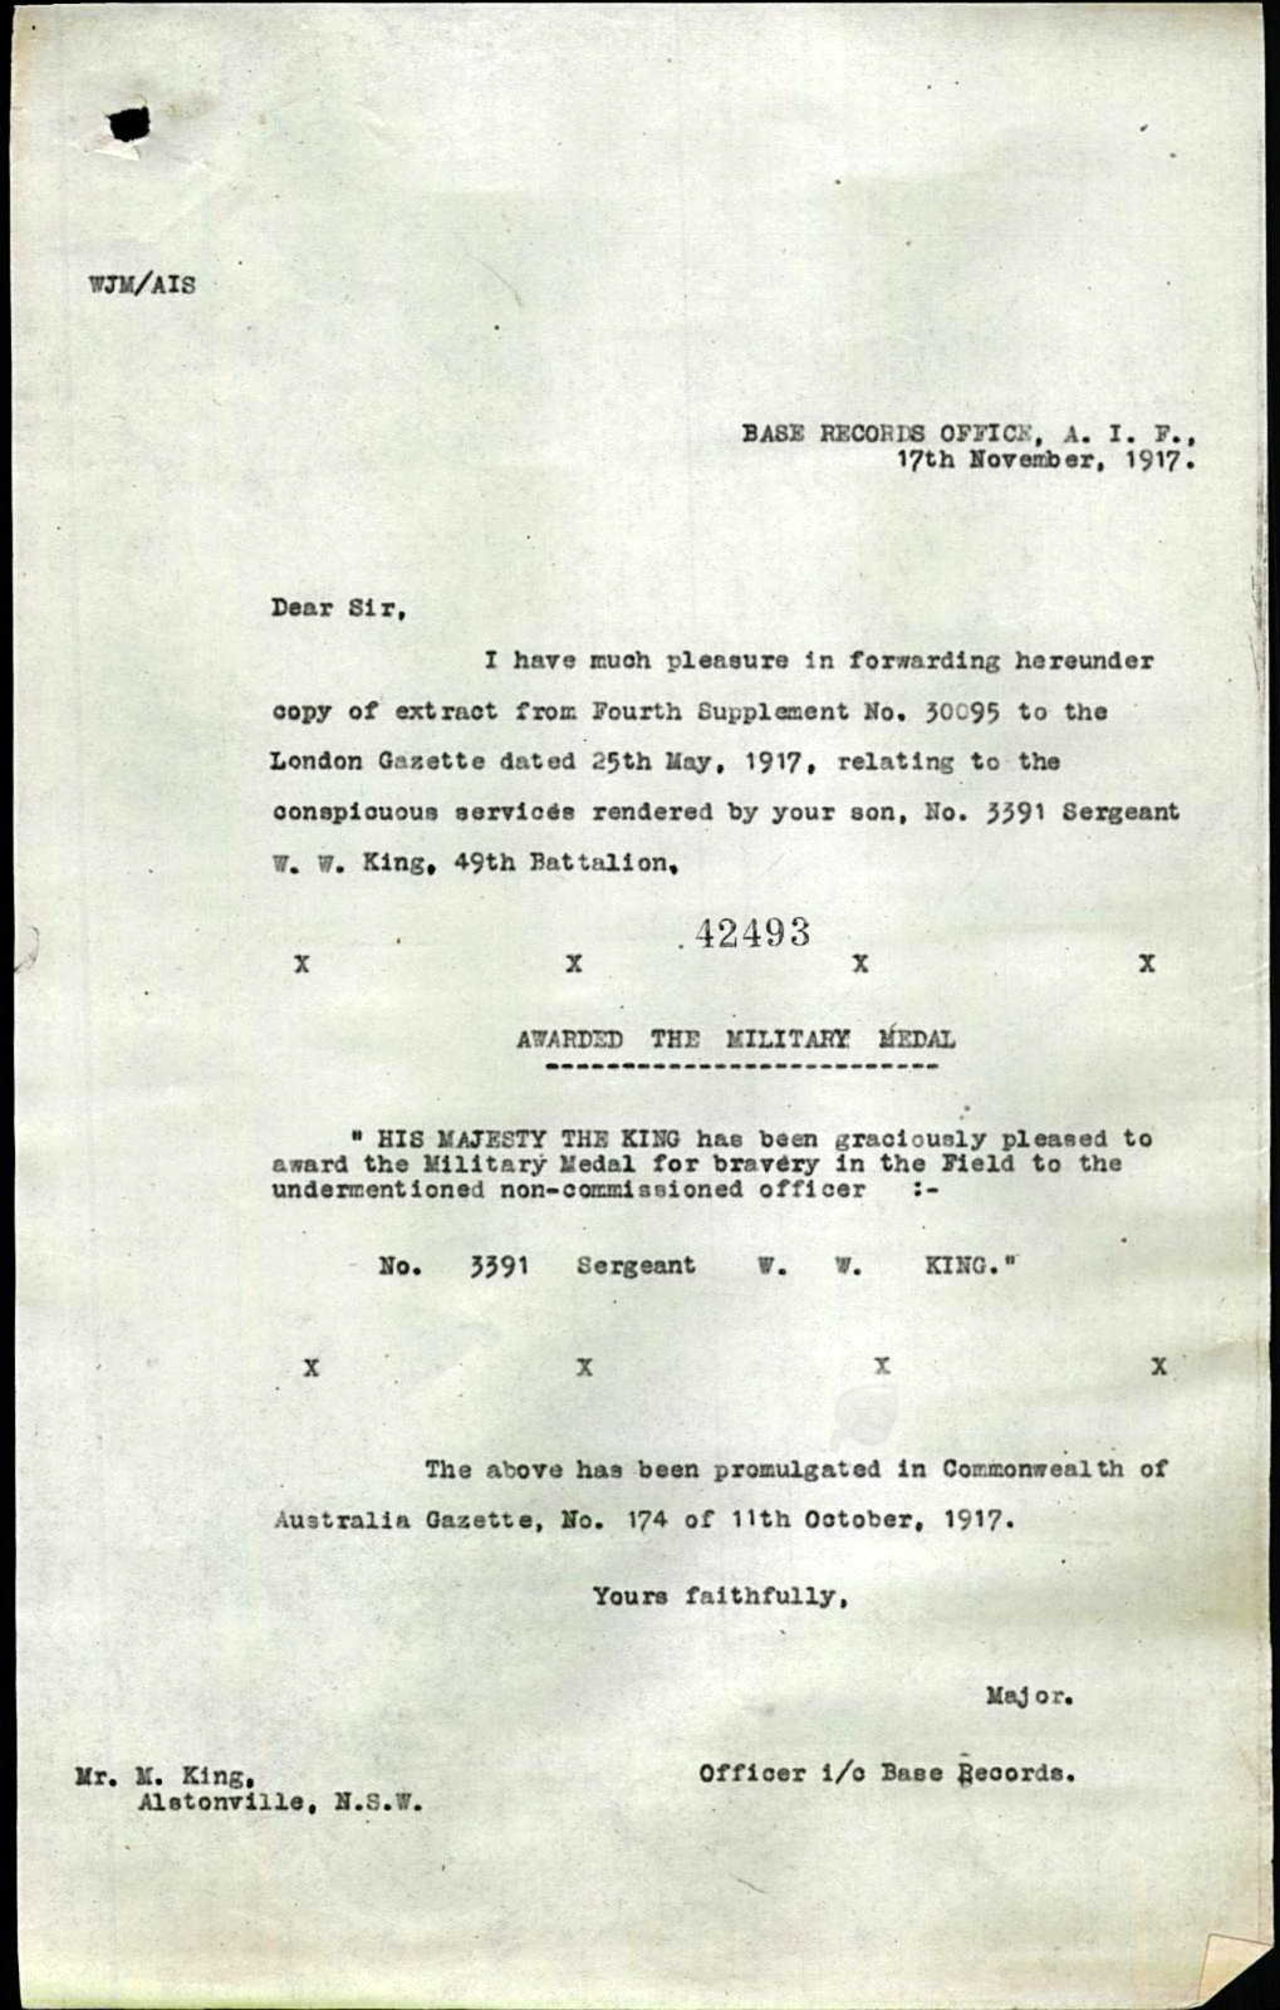 WJM/AIS
BASE RECORDS OFFICE, A. I. F.,
17th November, 1917.
Dear Sir,
I have much pleasure in forwarding hereunder
copy of extract from Fourth Supplement No. 30095 to the
London Gazette dated 25th May, 1917, relating to the
conspicuous services rendered by your son, No. 3391 Sergeant
W. W. King, 49th Battalion,
42493
X X X X
AWARDED THE MILITARY MEDAL
--------------------------
" HIS MAJESTY THE KING has been graciously pleased to
award the Military Medal for bravery in the Field to the
undermentioned non-commissioned officer :-
No. 3391 Sergeant W. W. KING."
X X X X
The above has been promulgated in Commonwealth of
Australia Gazette, No. 174 of 11th October, 1917.
Yours faithfully,
Major.
Officer i/c Base Records.
Mr. M. King,
Alstonville, N.S.W.